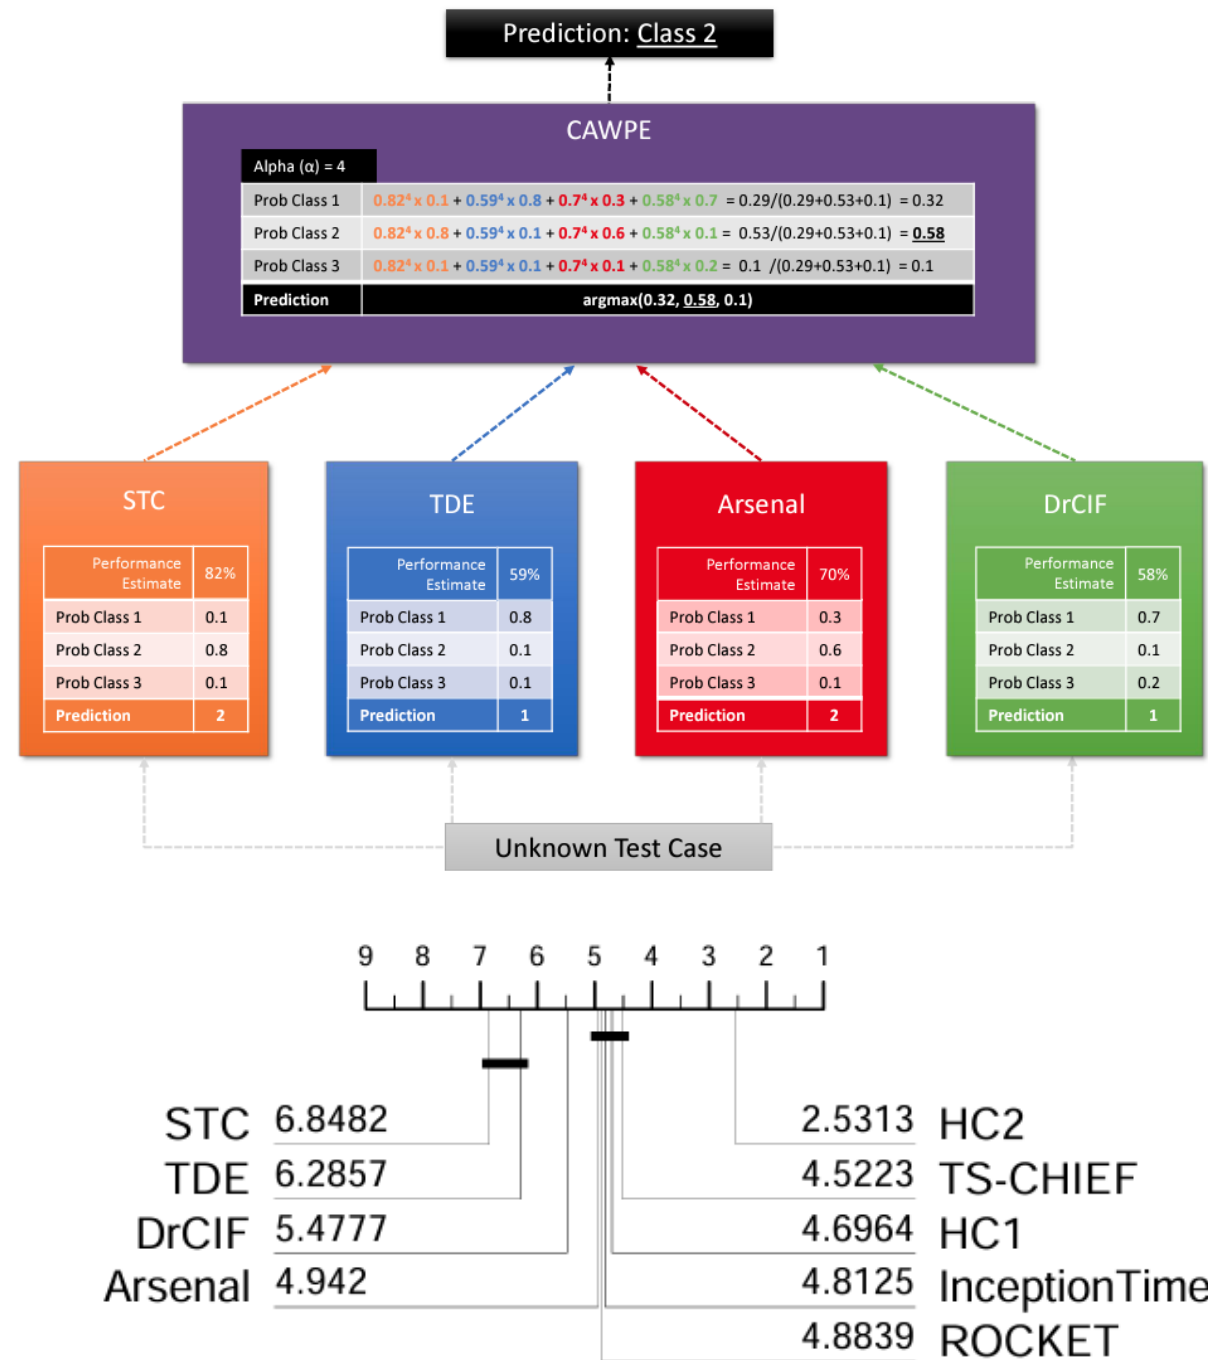 Prediction: Class 2
CAWPE
Alpha (α) = 4
Prob Class 1 0.82⁴ x 0.1 + 0.59⁴ x 0.8 + 0.7⁴ x 0.3 + 0.58⁴ x 0.7 = 0.29/(0.29+0.53+0.1) = 0.32
Prob Class 2 0.82⁴ x 0.8 + 0.59⁴ x 0.1 + 0.7⁴ x 0.6 + 0.58⁴ x 0.1 = 0.53/(0.29+0.53+0.1) = 0.58
Prob Class 3 0.82⁴ x 0.1 + 0.59⁴ x 0.1 + 0.7⁴ x 0.1 + 0.58⁴ x 0.2 = 0.1 /(0.29+0.53+0.1) = 0.1
Prediction argmax(0.32, 0.58, 0.1)
STC
Performance
Estimate 82%
Prob Class 1 0.1
Prob Class 2 0.8
Prob Class 3 0.1
Prediction 2
TDE
Performance
Estimate 59%
Prob Class 1 0.8
Prob Class 2 0.1
Prob Class 3 0.1
Prediction 1
Arsenal
Performance
Estimate 70%
Prob Class 1 0.3
Prob Class 2 0.6
Prob Class 3 0.1
Prediction 2
DrCIF
Performance
Estimate 58%
Prob Class 1 0.7
Prob Class 2 0.1
Prob Class 3 0.2
Prediction 1
Unknown Test Case
9 8 7 6 5 4 3 2 1
STC 6.8482
TDE 6.2857
DrCIF 5.4777
Arsenal 4.942
2.5313 HC2
4.5223 TS-CHIEF
4.6964 HC1
4.8125 InceptionTime
4.8839 ROCKET